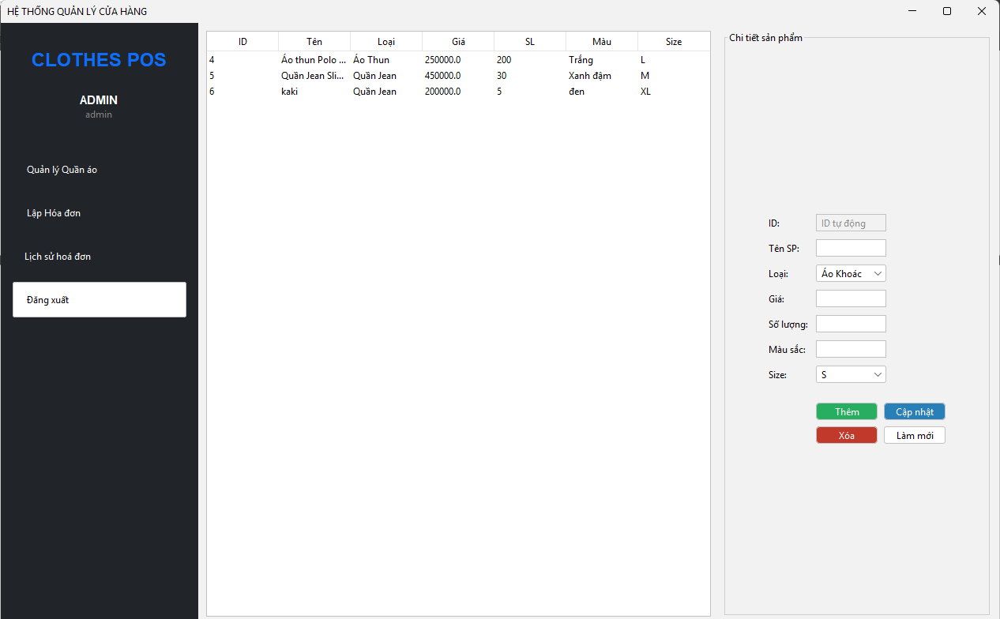 HỆ THỐNG QUẢN LÝ CỬA HÀNG
CLOTHES POS
ADMIN
admin
Quản lý Quần áo
Lập Hóa đơn
Lịch sử hoá đơn
Đăng xuất
ID Tên Loại Giá SL Màu Size
4 Áo thun Polo ... Áo Thun 250000.0 200 Trắng L
5 Quần Jean Sli... Quần Jean 450000.0 30 Xanh đậm M
6 kaki Quần Jean 200000.0 5 đen XL
Chi tiết sản phẩm
ID: ID tự động
Tên SP:
Loại: Áo Khoác
Giá:
Số lượng:
Màu sắc:
Size: S
Thêm Cập nhật
Xóa Làm mới